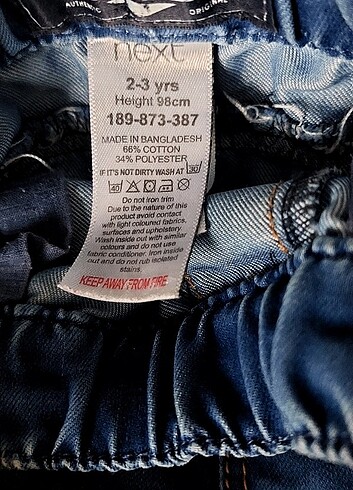 AUTHENTIC
ORIGINAL
next
2-3 yrs
Height 98cm
189-873-387
MADE IN BANGLADESH
66% COTTON
34% POLYESTER
IF IT'S NOT DIRTY WASH AT 30
40
Do not iron trim
Due to the nature of this
product avoid contact
with light coloured fabrics,
surfaces and upholstery.
Wash inside out with similar
colours and do not use
fabric conditioner. Iron inside
out and do not rub isolated
stains.
KEEP AWAY FROM FIRE